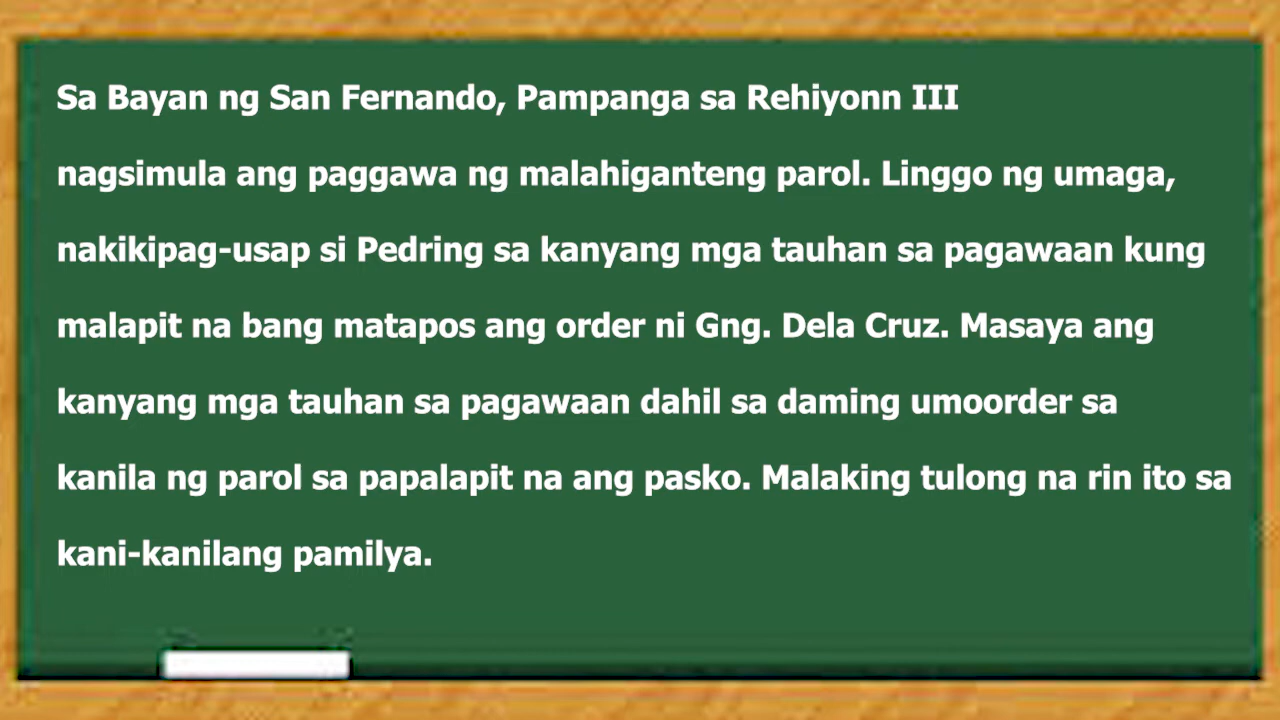 Sa Bayan ng San Fernando, Pampanga sa Rehiyonn III
nagsimula ang paggawa ng malahiganteng parol. Linggo ng umaga,
nakikipag-usap si Pedring sa kanyang mga tauhan sa pagawaan kung
malapit na bang matapos ang order ni Gng. Dela Cruz. Masaya ang
kanyang mga tauhan sa pagawaan dahil sa daming umoorder sa
kanila ng parol sa papalapit na ang pasko. Malaking tulong na rin ito sa
kani-kanilang pamilya.